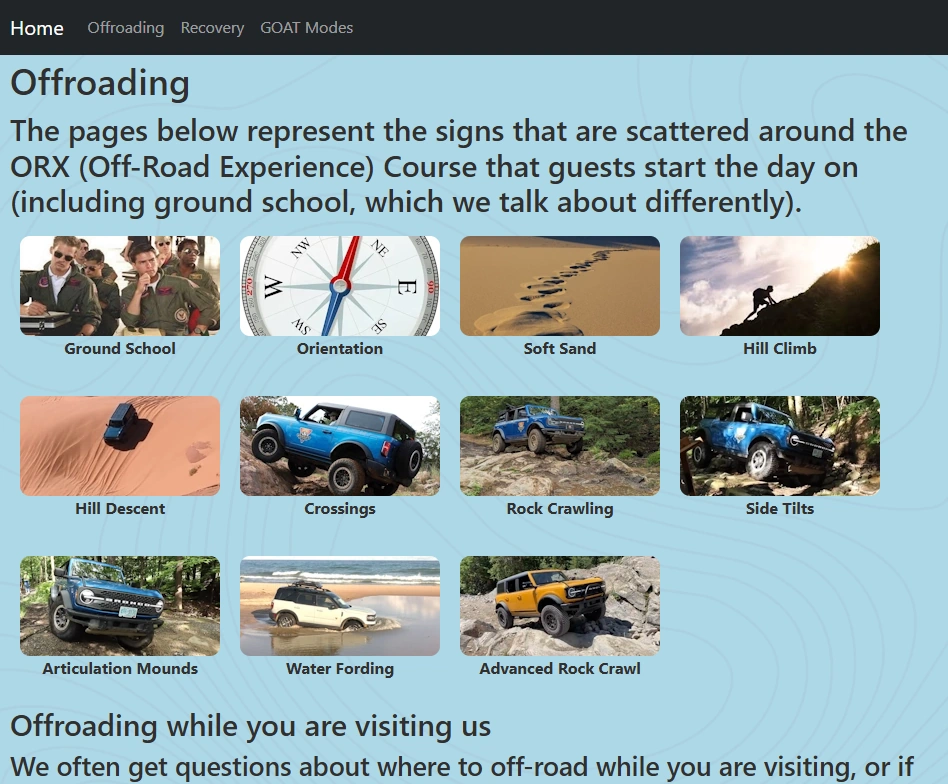 Home Offroading Recovery GOAT Modes
Offroading
The pages below represent the signs that are scattered around the
ORX (Off-Road Experience) Course that guests start the day on
(including ground school, which we talk about differently).
NW NE
W E
270 90
SW SE
Ground School Orientation Soft Sand Hill Climb
Hill Descent Crossings Rock Crawling Side Tilts
Articulation Mounds Water Fording Advanced Rock Crawl
Offroading while you are visiting us
We often get questions about where to off-road while you are visiting, or if